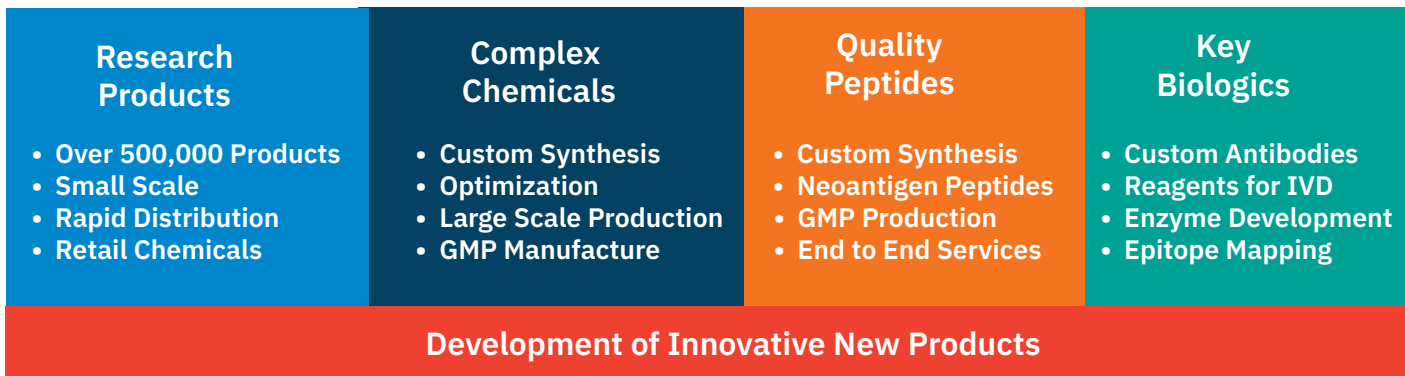 Research
Products
• Over 500,000 Products
• Small Scale
• Rapid Distribution
• Retail Chemicals
Complex
Chemicals
• Custom Synthesis
• Optimization
• Large Scale Production
• GMP Manufacture
Quality
Peptides
• Custom Synthesis
• Neoantigen Peptides
• GMP Production
• End to End Services
Key
Biologics
• Custom Antibodies
• Reagents for IVD
• Enzyme Development
• Epitope Mapping
Development of Innovative New Products